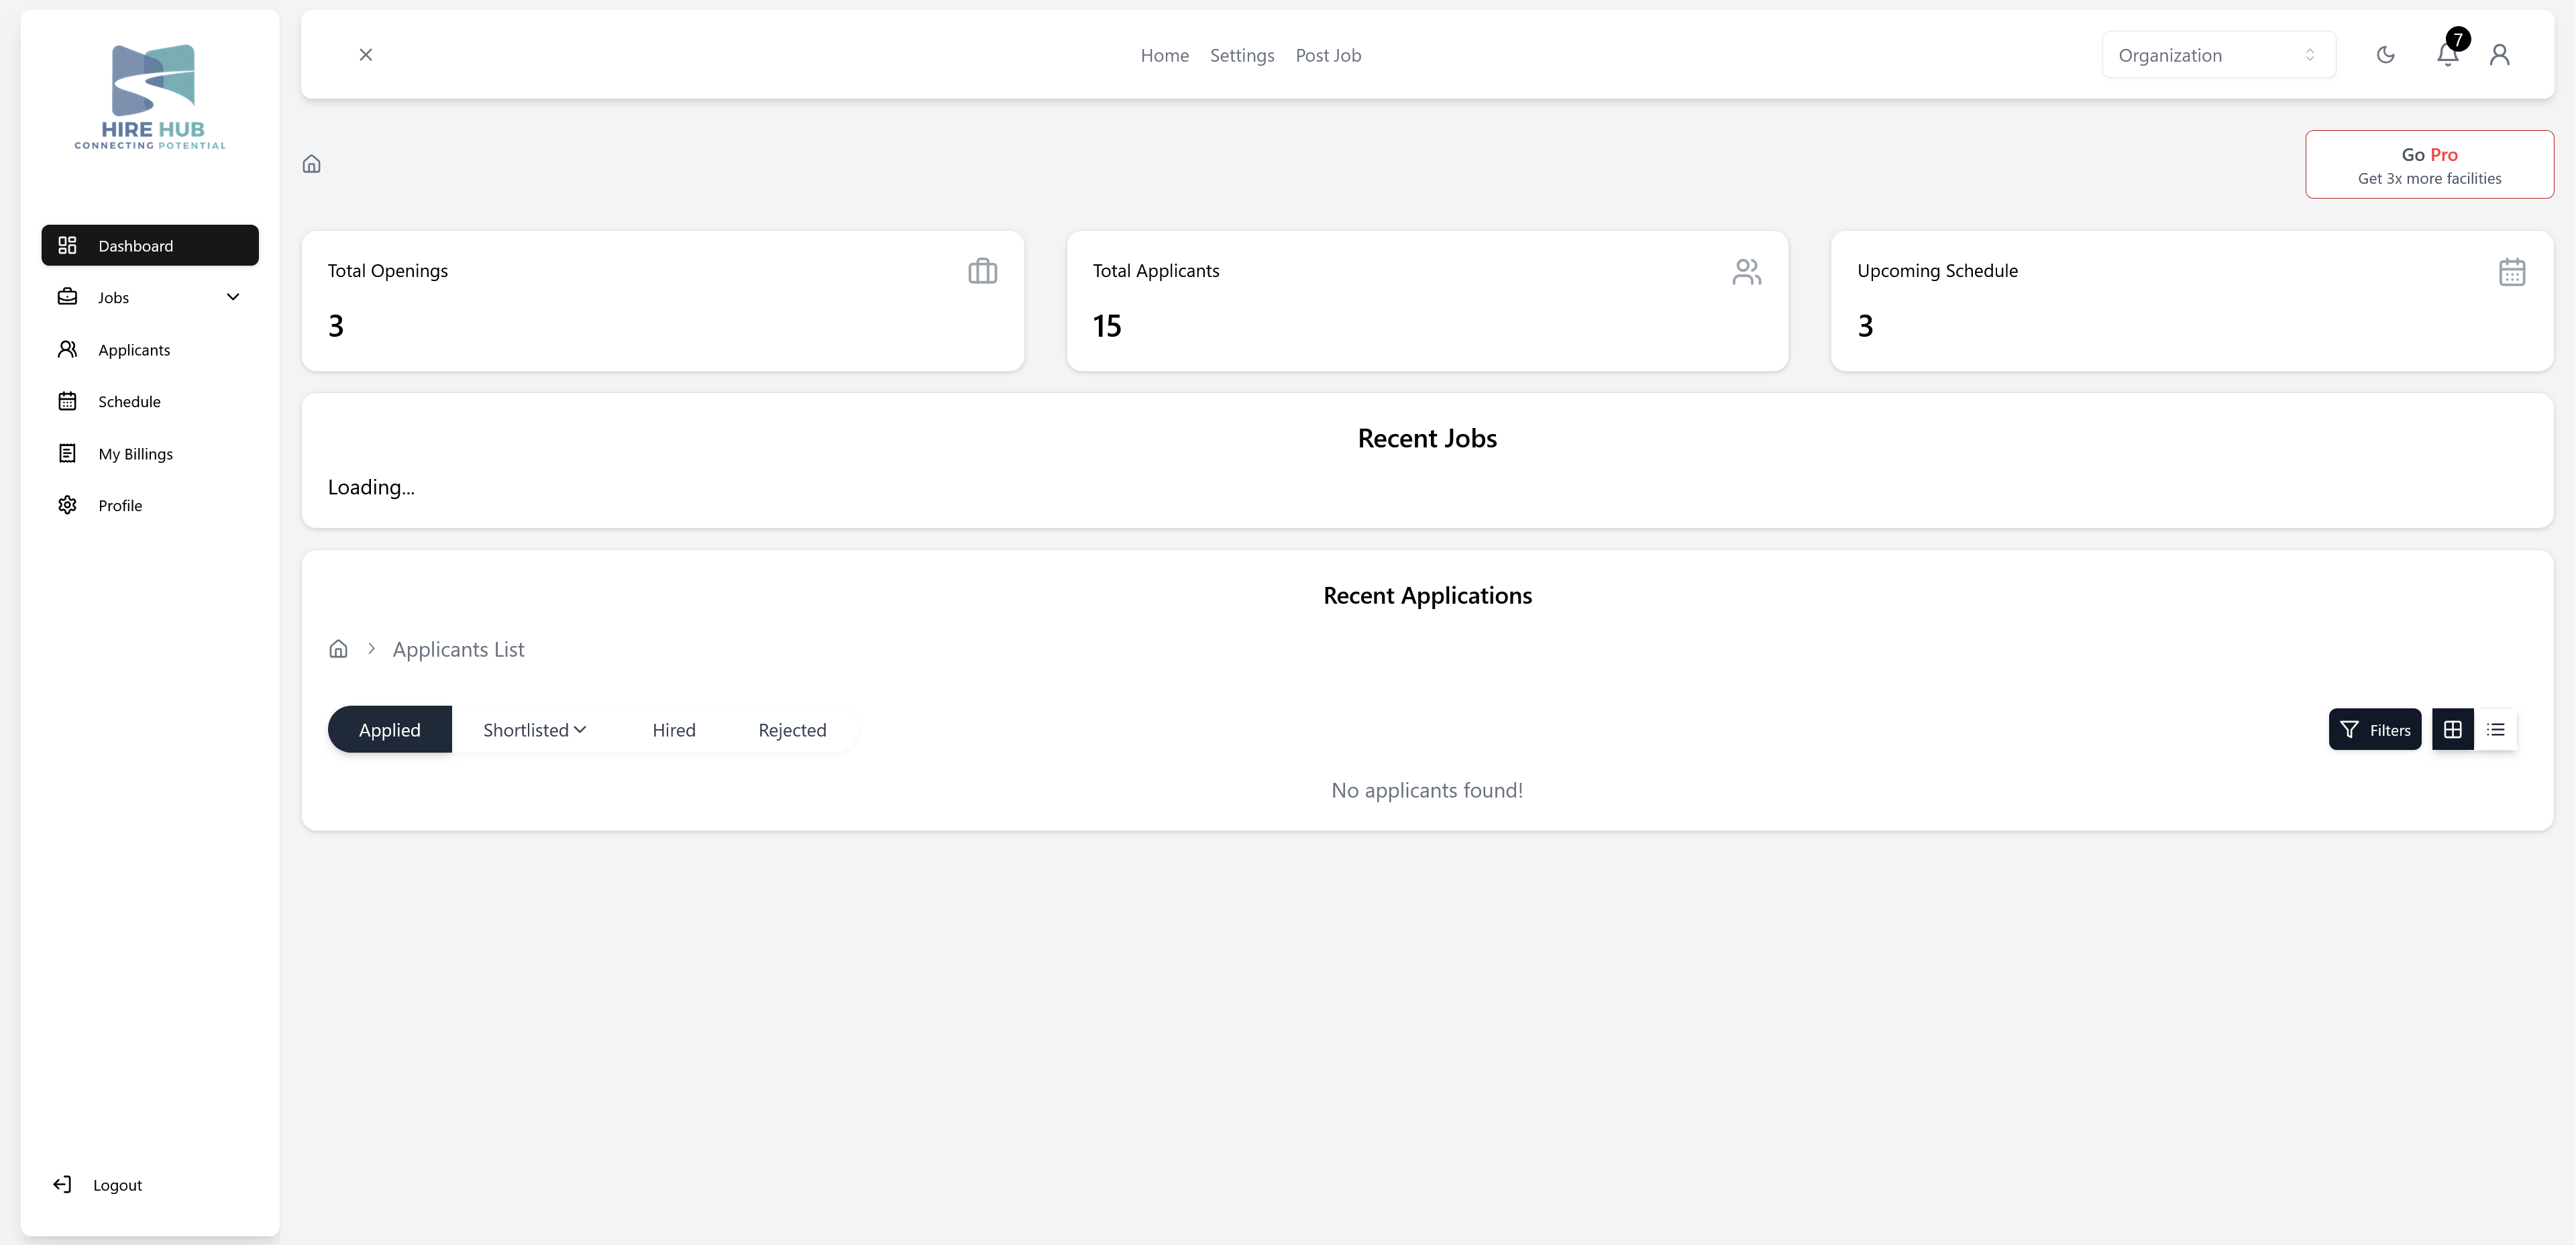 HIRE HUB
CONNECTING POTENTIAL
Dashboard
Jobs
Applicants
Schedule
My Billings
Profile
Logout
Home Settings Post Job
Organization
7
Go Pro
Get 3x more facilities
Total Openings
3
Total Applicants
15
Upcoming Schedule
3
Recent Jobs
Loading...
Recent Applications
Applicants List
Applied Shortlisted Hired Rejected
Filters
No applicants found!